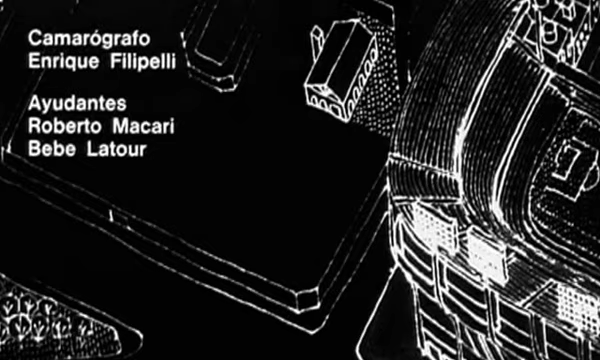 Camarógrafo
Enrique Filipelli
Ayudantes
Roberto Macari
Bebe Latour